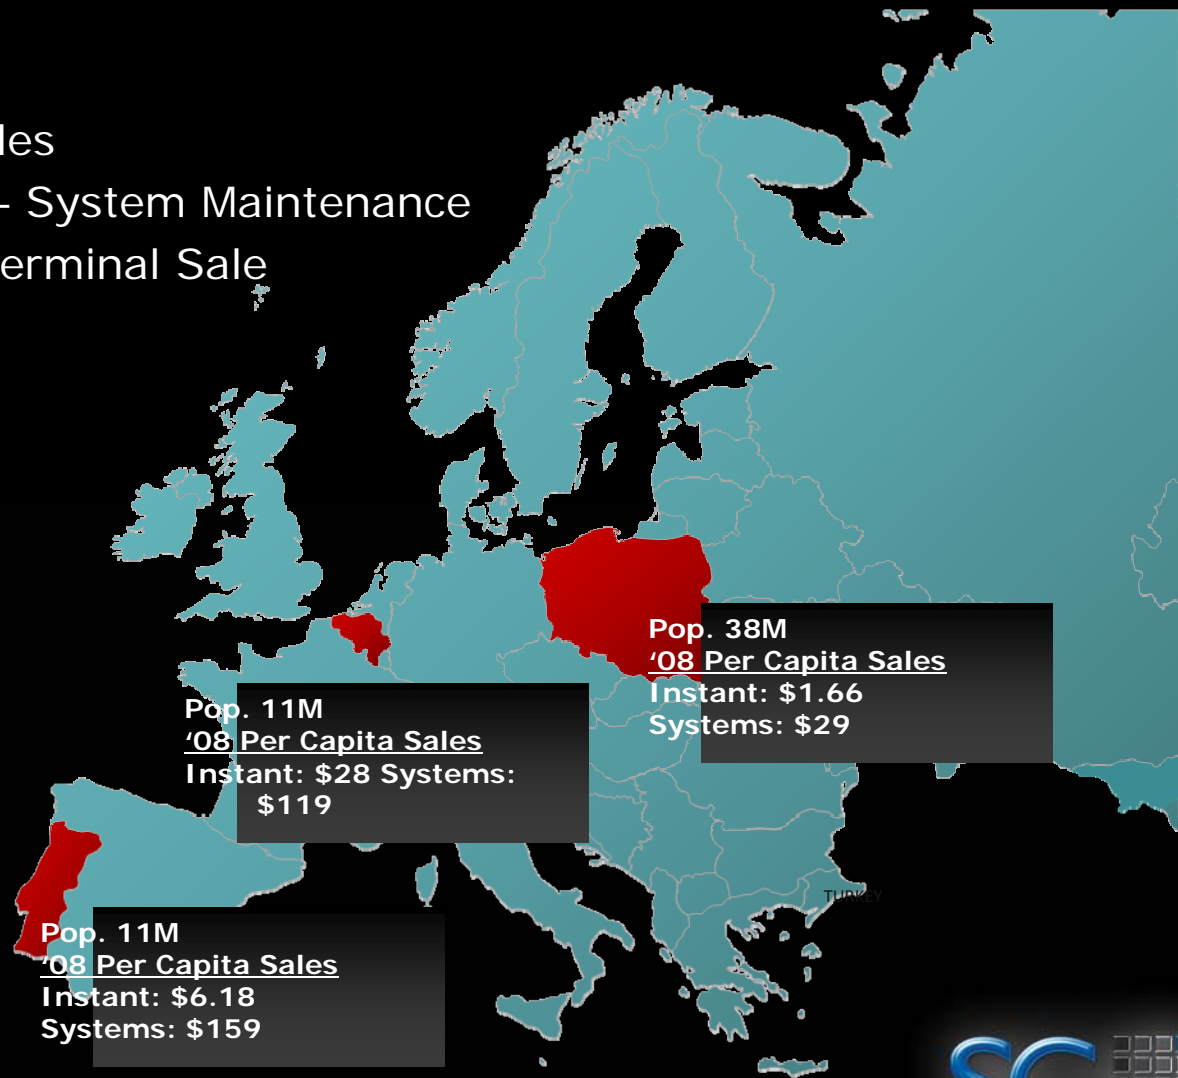 les
- System Maintenance
erminal Sale
Pop. 38M
‘08 Per Capita Sales
Instant: $1.66
Systems: $29
Pop. 11M
‘08 Per Capita Sales
Instant: $28 Systems:
$119
TURKEY
Pop. 11M
‘08 Per Capita Sales
Instant: $6.18
Systems: $159
SG